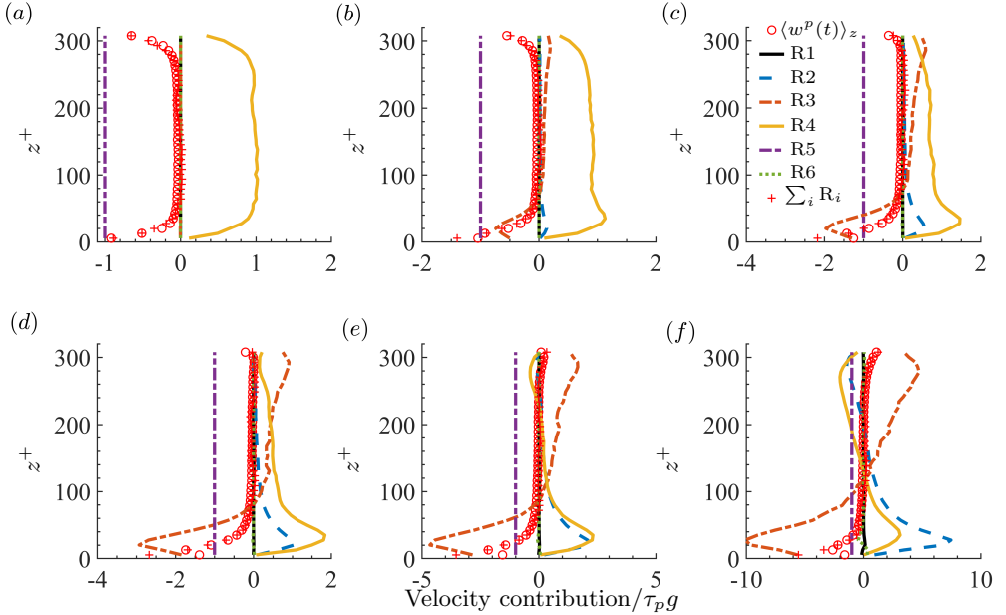 (a) (b) (c)
300 300 300
⟨w^p(t)⟩_z
R1
200 200 200
R2
z^+ z^+ z^+
R3
R4
100 100 100
R5
R6
∑_i R_i
0 0 0
-1 0 1 2 -2 0 2 4 -4 -2 0 2 4
(d) (e) (f)
300 300 300
200 200 200
z^+ z^+ z^+
100 100 100
0 0 0
-4 -2 0 2 -5 0 5 -10 0 10
Velocity contribution/τ_p g